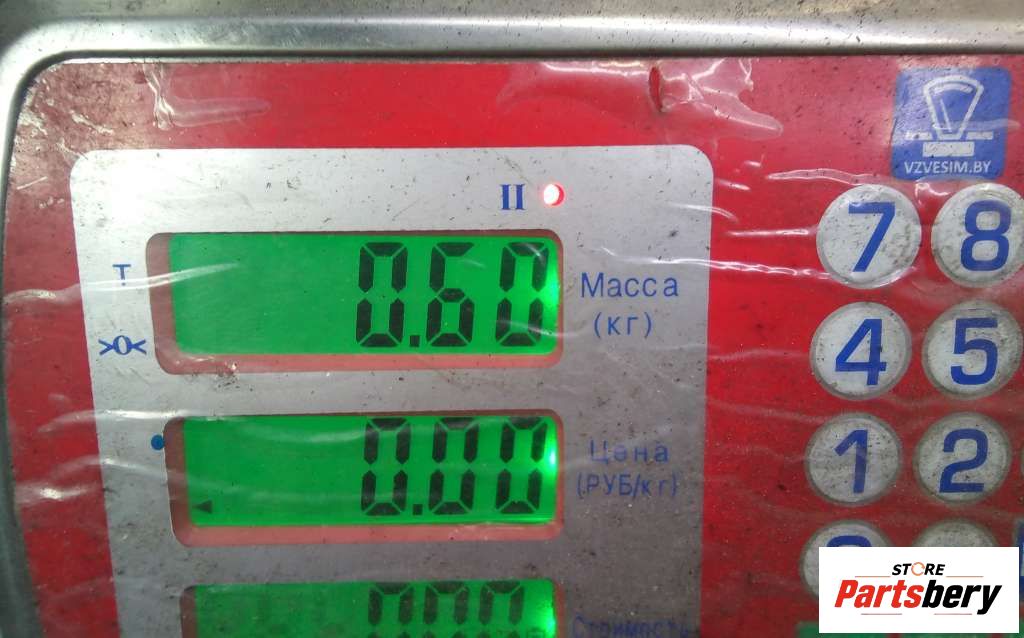 VZVESIM.BY
II
7 8
T
0.60
Масса
(кг)
>0<
4 5
0.00
Цена
(РУБ/кг)
1 2
Стоимость
STORE
Partsbery